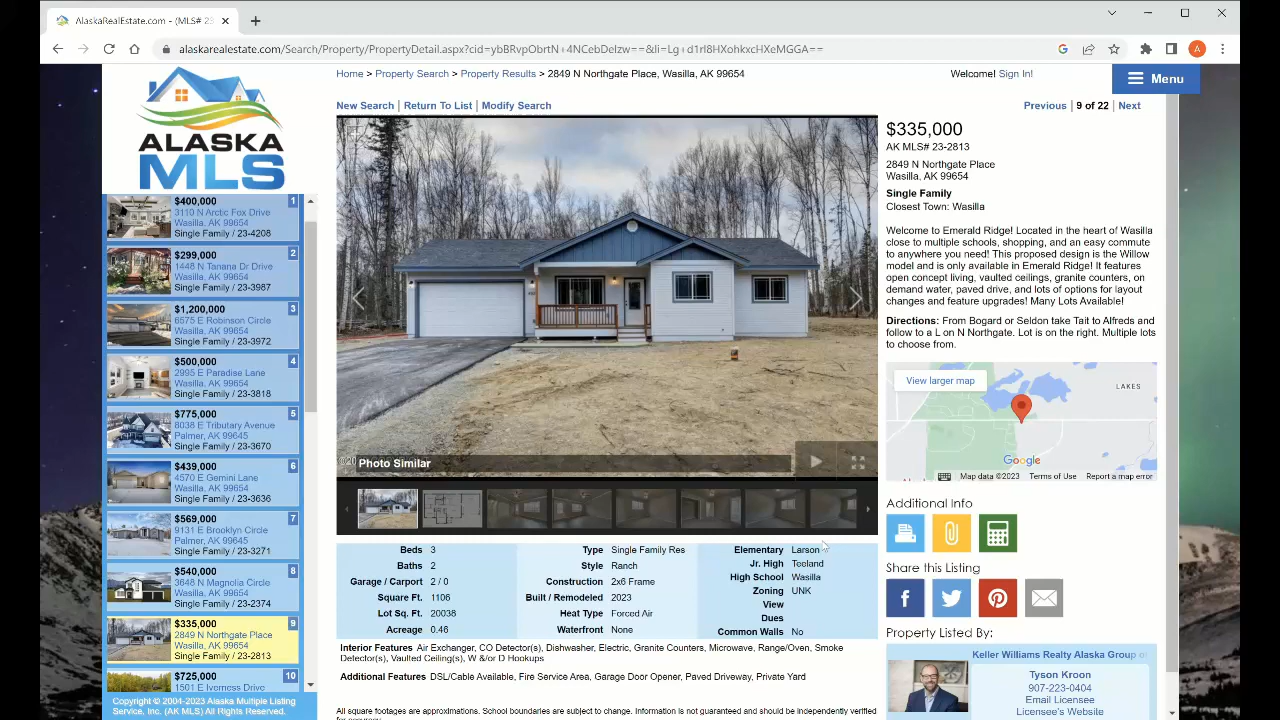 AlaskaRealEstate.com - (MLS# 23
Home > Property Search > Property Results > 2849 N Northgate Place, Wasilla, AK 99654
Welcome! Sign In!
Menu
New Search | Return To List | Modify Search
Previous | 9 of 22 | Next
ALASKA
MLS
$400,000
1
3110 N Arctic Fox Drive
Wasilla, AK 99654
Single Family / 23-4208
$299,000
2
1448 N Tanana Dr Drive
Wasilla, AK 99654
Single Family / 23-3987
$1,200,000
3
6575 E Robinson Circle
Wasilla, AK 99654
Single Family / 23-3972
$500,000
4
2995 E Paradise Lane
Wasilla, AK 99654
Single Family / 23-3818
$775,000
5
8038 E Tributary Avenue
Palmer, AK 99645
Single Family / 23-3670
$439,000
6
4570 E Gemini Lane
Wasilla, AK 99654
Single Family / 23-3636
$569,000
7
9131 E Brooklyn Circle
Palmer, AK 99645
Single Family / 23-3271
$540,000
8
3648 N Magnolia Circle
Wasilla, AK 99654
Single Family / 23-2374
$335,000
9
2849 N Northgate Place
Wasilla, AK 99654
Single Family / 23-2813
$725,000
10
1501 E Iverness Drive
Copyright © 2004-2023 Alaska Multiple Listing
Service, Inc. (AK MLS) All Rights Reserved.
Photo Similar
Beds 3
Baths 2
Garage / Carport 2 / 0
Square Ft. 1106
Lot Sq. Ft. 20038
Acreage 0.46
Type Single Family Res
Style Ranch
Construction 2x6 Frame
Built / Remodeled 2023
Heat Type Forced Air
Waterfront None
Elementary Larson
Jr. High Teeland
High School Wasilla
Zoning UNK
View
Dues
Common Walls No
Interior Features Air Exchanger, CO Detector(s), Dishwasher, Electric, Granite Counters, Microwave, Range/Oven, Smoke
Detector(s), Vaulted Ceiling(s), W &/or D Hookups
Additional Features DSL/Cable Available, Fire Service Area, Garage Door Opener, Paved Driveway, Private Yard
All square footages are approximations. School boundaries are subject to change. Information is not guaranteed and should be independently verified
$335,000
AK MLS# 23-2813
2849 N Northgate Place
Wasilla, AK 99654
Single Family
Closest Town: Wasilla
Welcome to Emerald Ridge! Located in the heart of Wasilla
close to multiple schools, shopping, and an easy commute
to anywhere you need! This proposed design is the Willow
model and is only available in Emerald Ridge! It features
open concept living, vaulted ceilings, granite counters, on
demand water, paved drive, and lots of options for layout
changes and feature upgrades! Many Lots Available!
Directions: From Bogard or Seldon take Tait to Alfreds and
follow to a L on N Northgate. Lot is on the right. Multiple lots
to choose from.
View larger map
LAKES
Google
Map data ©2023 Terms of Use Report a map error
Additional Info
Share this Listing
Property Listed By:
Keller Williams Realty Alaska Group o
Tyson Kroon
907-223-0404
Email Licensee
Licensee's Website